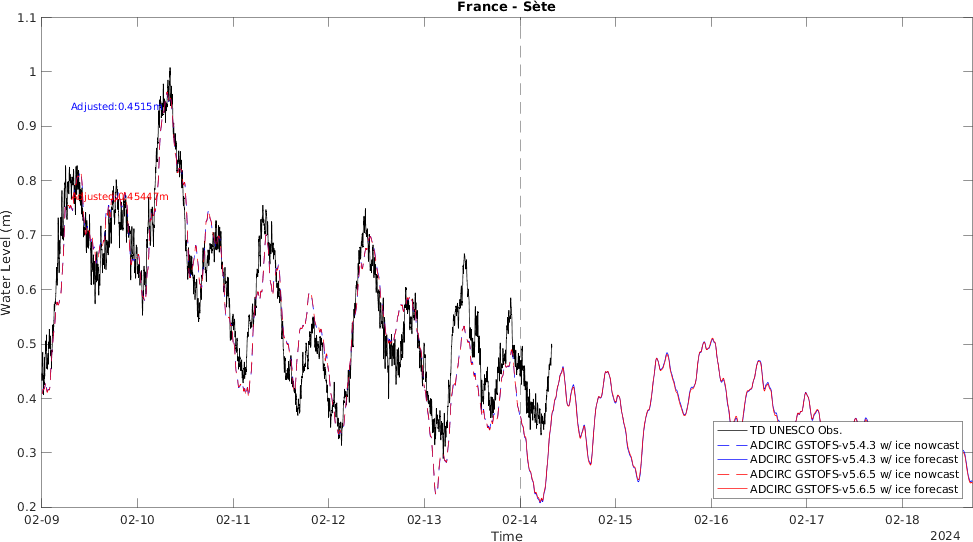 France - Sète
1.1
1
0.9
0.8
0.7
0.6
0.5
0.4
0.3
0.2
Water Level (m)
Adjusted:0.4515m
Adjusted:0.45447m
TD UNESCO Obs.
ADCIRC GSTOFS-v5.4.3 w/ ice nowcast
ADCIRC GSTOFS-v5.4.3 w/ ice forecast
ADCIRC GSTOFS-v5.6.5 w/ ice nowcast
ADCIRC GSTOFS-v5.6.5 w/ ice forecast
02-09 02-10 02-11 02-12 02-13 02-14 02-15 02-16 02-17 02-18
Time
2024